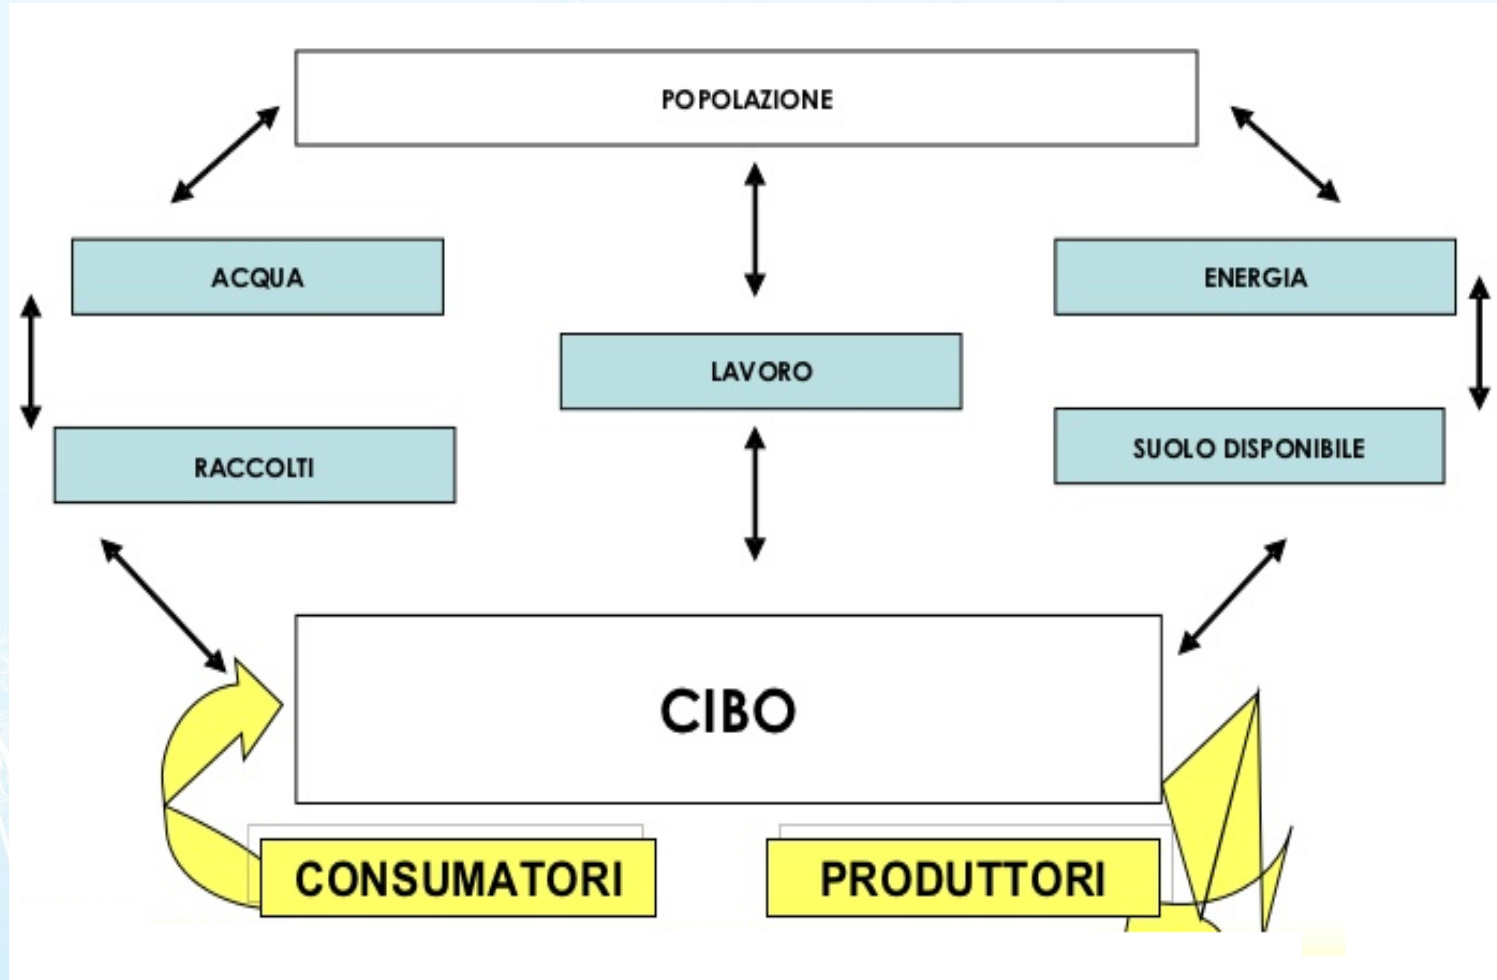 POPOLAZIONE
ACQUA
ENERGIA
LAVORO
RACCOLTI
SUOLO DISPONIBILE
CIBO
CONSUMATORI
PRODUTTORI